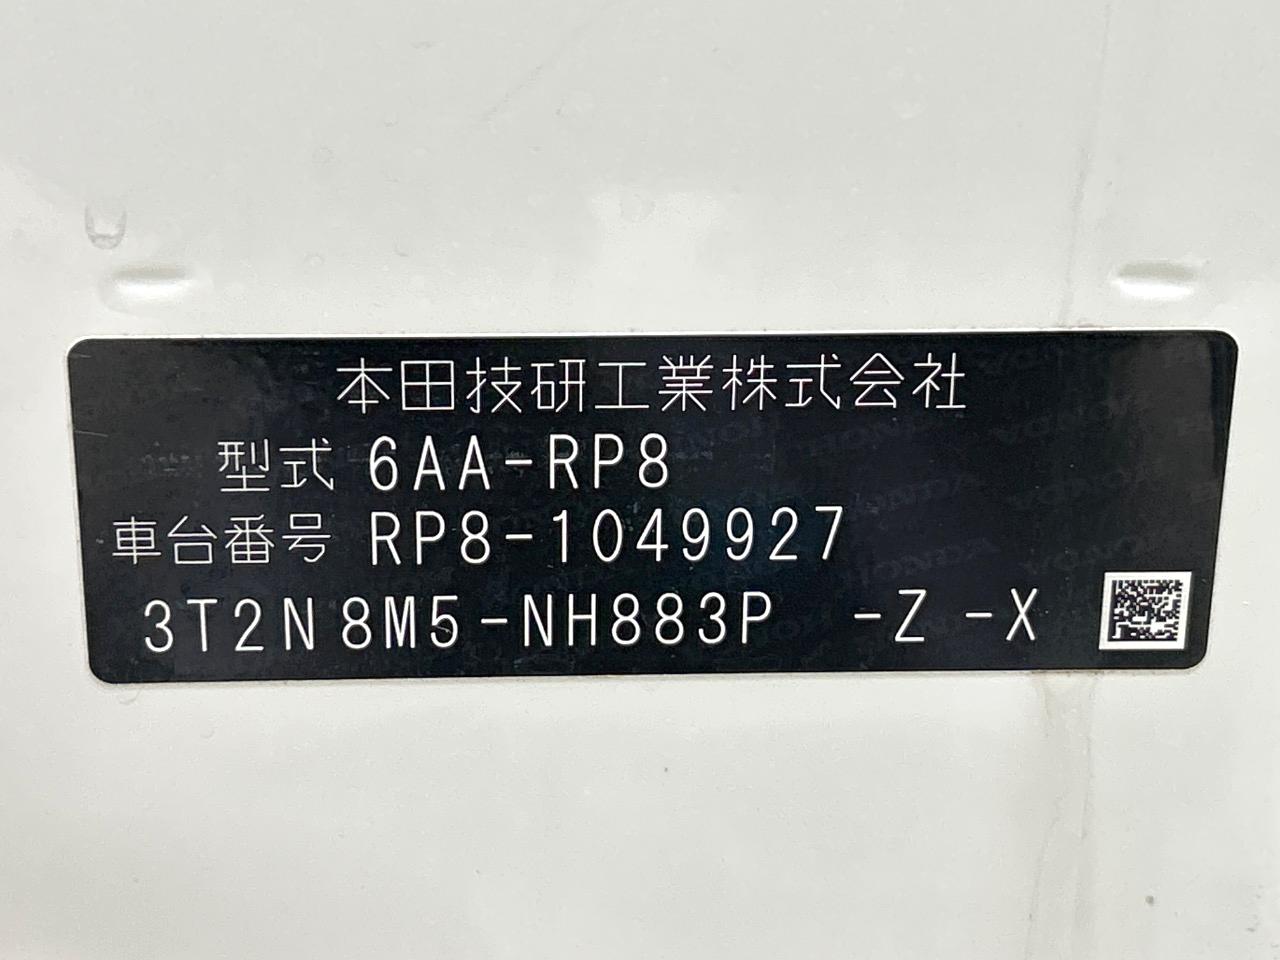 本田技研工業株式会社
型式 6AA-RP8
車台番号 RP8-1049927
3T2N8M5-NH883P -Z -X